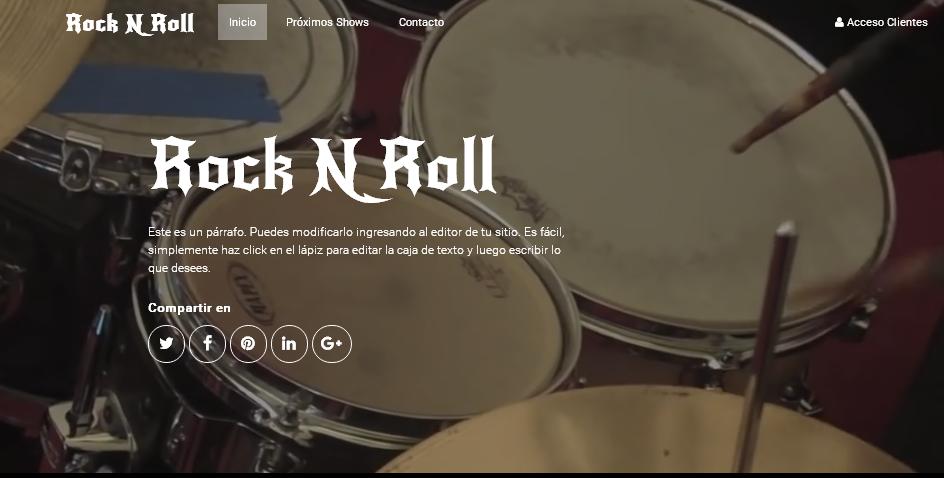 Rock N Roll
Inicio
Próximos Shows
Contacto
Acceso Clientes
Rock N Roll
Este es un párrafo. Puedes modificarlo ingresando al editor de tu sitio. Es fácil,
simplemente haz click en el lápiz para editar la caja de texto y luego escribir lo
que desees.
Compartir en